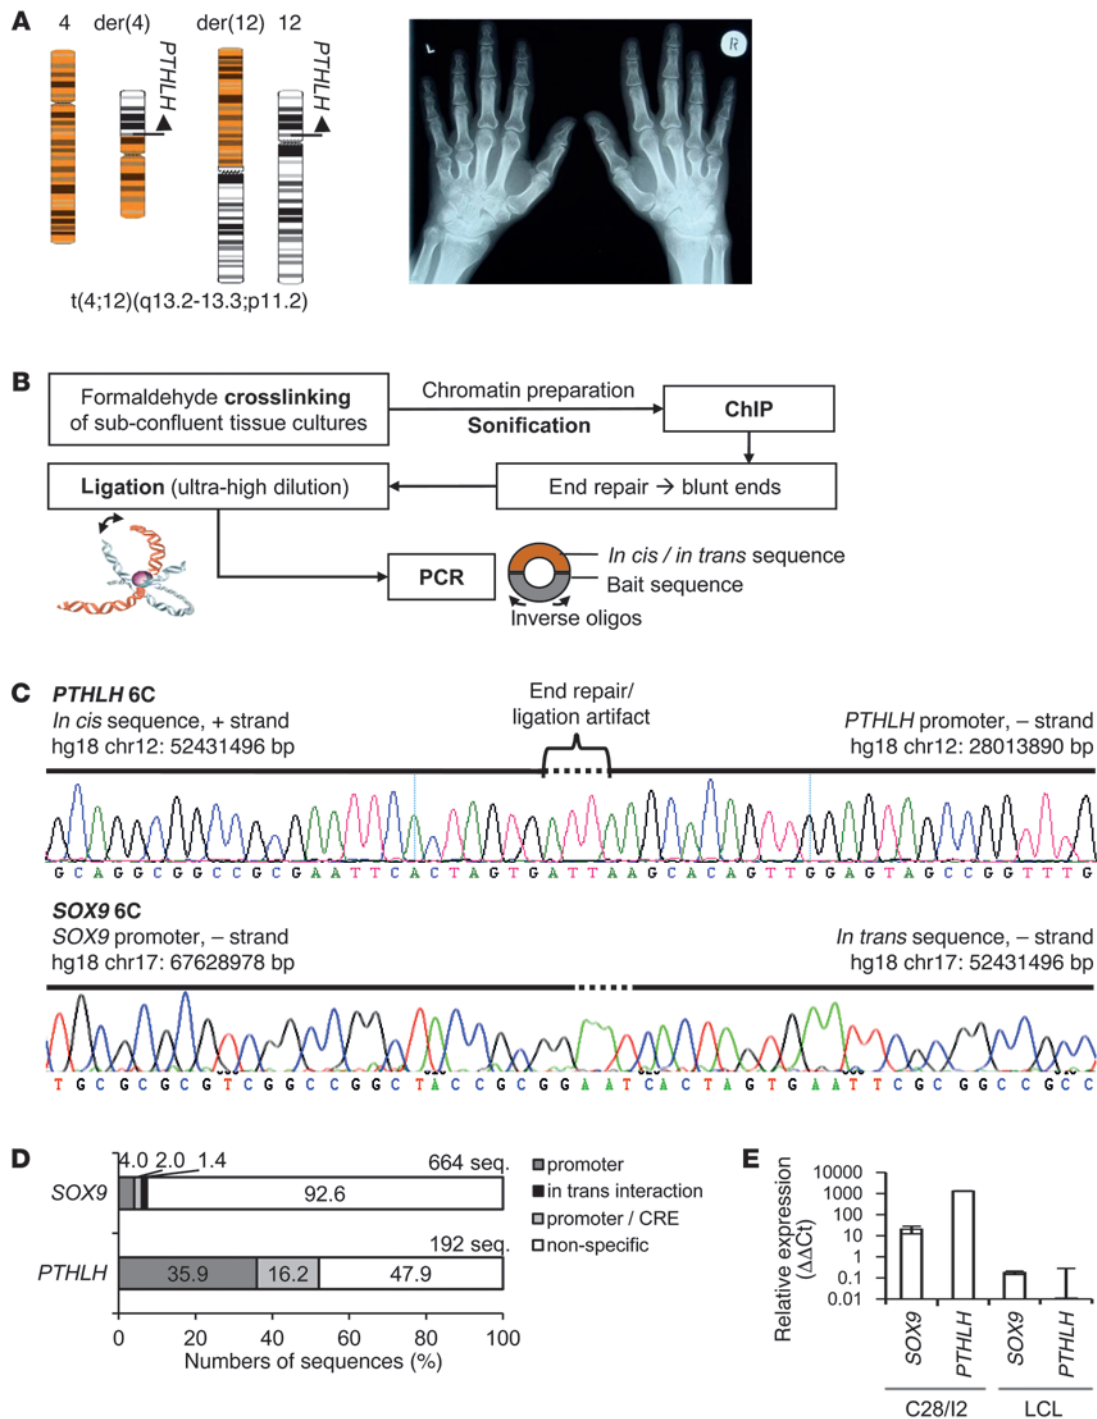 A
4 der(4) der(12) 12
PTHLH
PTHLH
t(4;12)(q13.2-13.3;p11.2)
L
R
B
Formaldehyde crosslinking
of sub-confluent tissue cultures
Chromatin preparation
Sonification
ChIP
Ligation (ultra-high dilution)
End repair → blunt ends
PCR
In cis / in trans sequence
Bait sequence
Inverse oligos
C
PTHLH 6C
In cis sequence, + strand
hg18 chr12: 52431496 bp
End repair/
ligation artifact
PTHLH promoter, – strand
hg18 chr12: 28013890 bp
G C A G G C G G C C G C G A A T T C A C T A G T G A T T A A G C A C A G T T G G A G T A G C C G G T T T G
SOX9 6C
SOX9 promoter, – strand
hg18 chr17: 67628978 bp
In trans sequence, – strand
hg18 chr17: 52431496 bp
T G C G C G C G T C G G C C G G C T A C C G C G G A A T C A C T A G T G A A T T C G C G G C C G C C
D
4.0 2.0 1.4
664 seq.
SOX9
92.6
192 seq.
PTHLH
35.9 16.2 47.9
0 20 40 60 80 100
Numbers of sequences (%)
promoter
in trans interaction
promoter / CRE
non-specific
E
Relative expression
(ΔΔCt)
10000
1000
100
10
1
0.1
0.01
SOX9 PTHLH SOX9 PTHLH
C28/I2 LCL